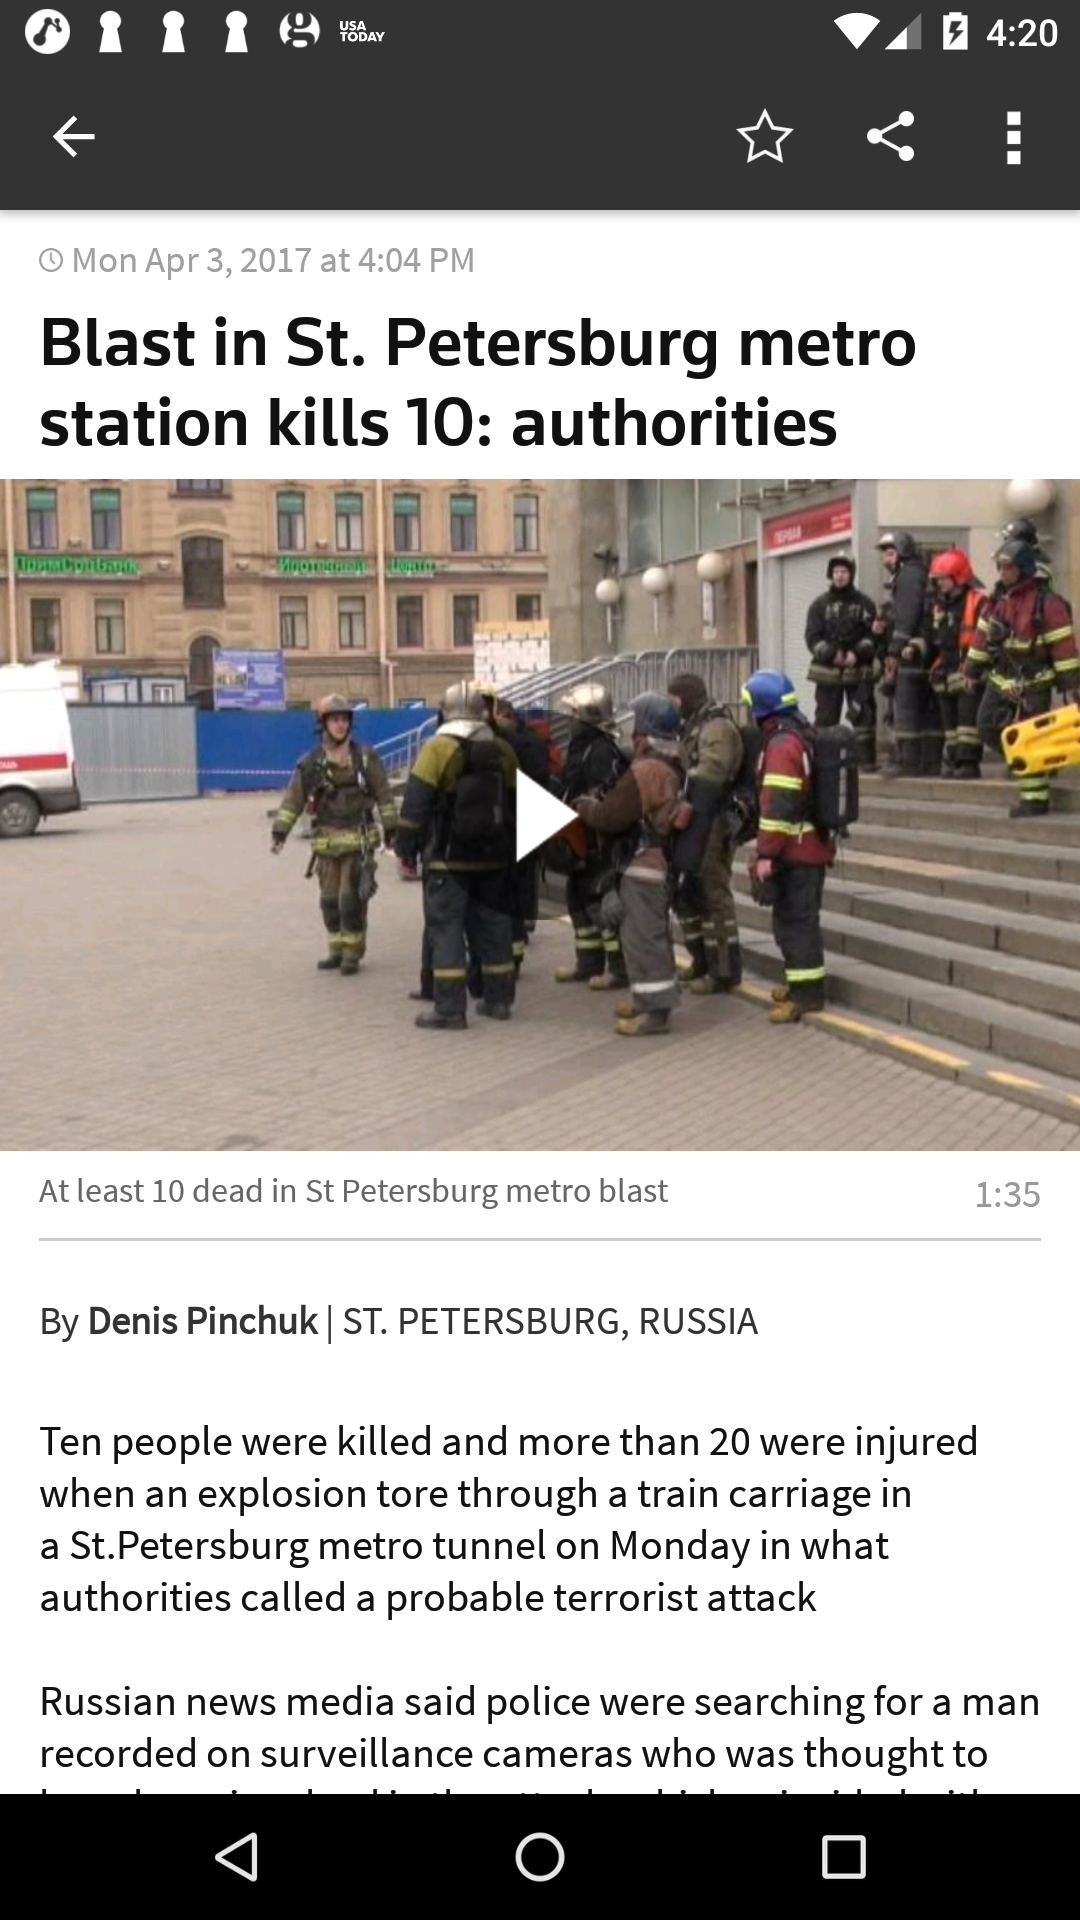 USA
TODAY
4:20
Mon Apr 3, 2017 at 4:04 PM
Blast in St. Petersburg metro
station kills 10: authorities
ПримСоцБанк
Ипотечный Центр
ПЕРВАЯ
At least 10 dead in St Petersburg metro blast
1:35
By Denis Pinchuk | ST. PETERSBURG, RUSSIA
Ten people were killed and more than 20 were injured
when an explosion tore through a train carriage in
a St.Petersburg metro tunnel on Monday in what
authorities called a probable terrorist attack
Russian news media said police were searching for a man
recorded on surveillance cameras who was thought to